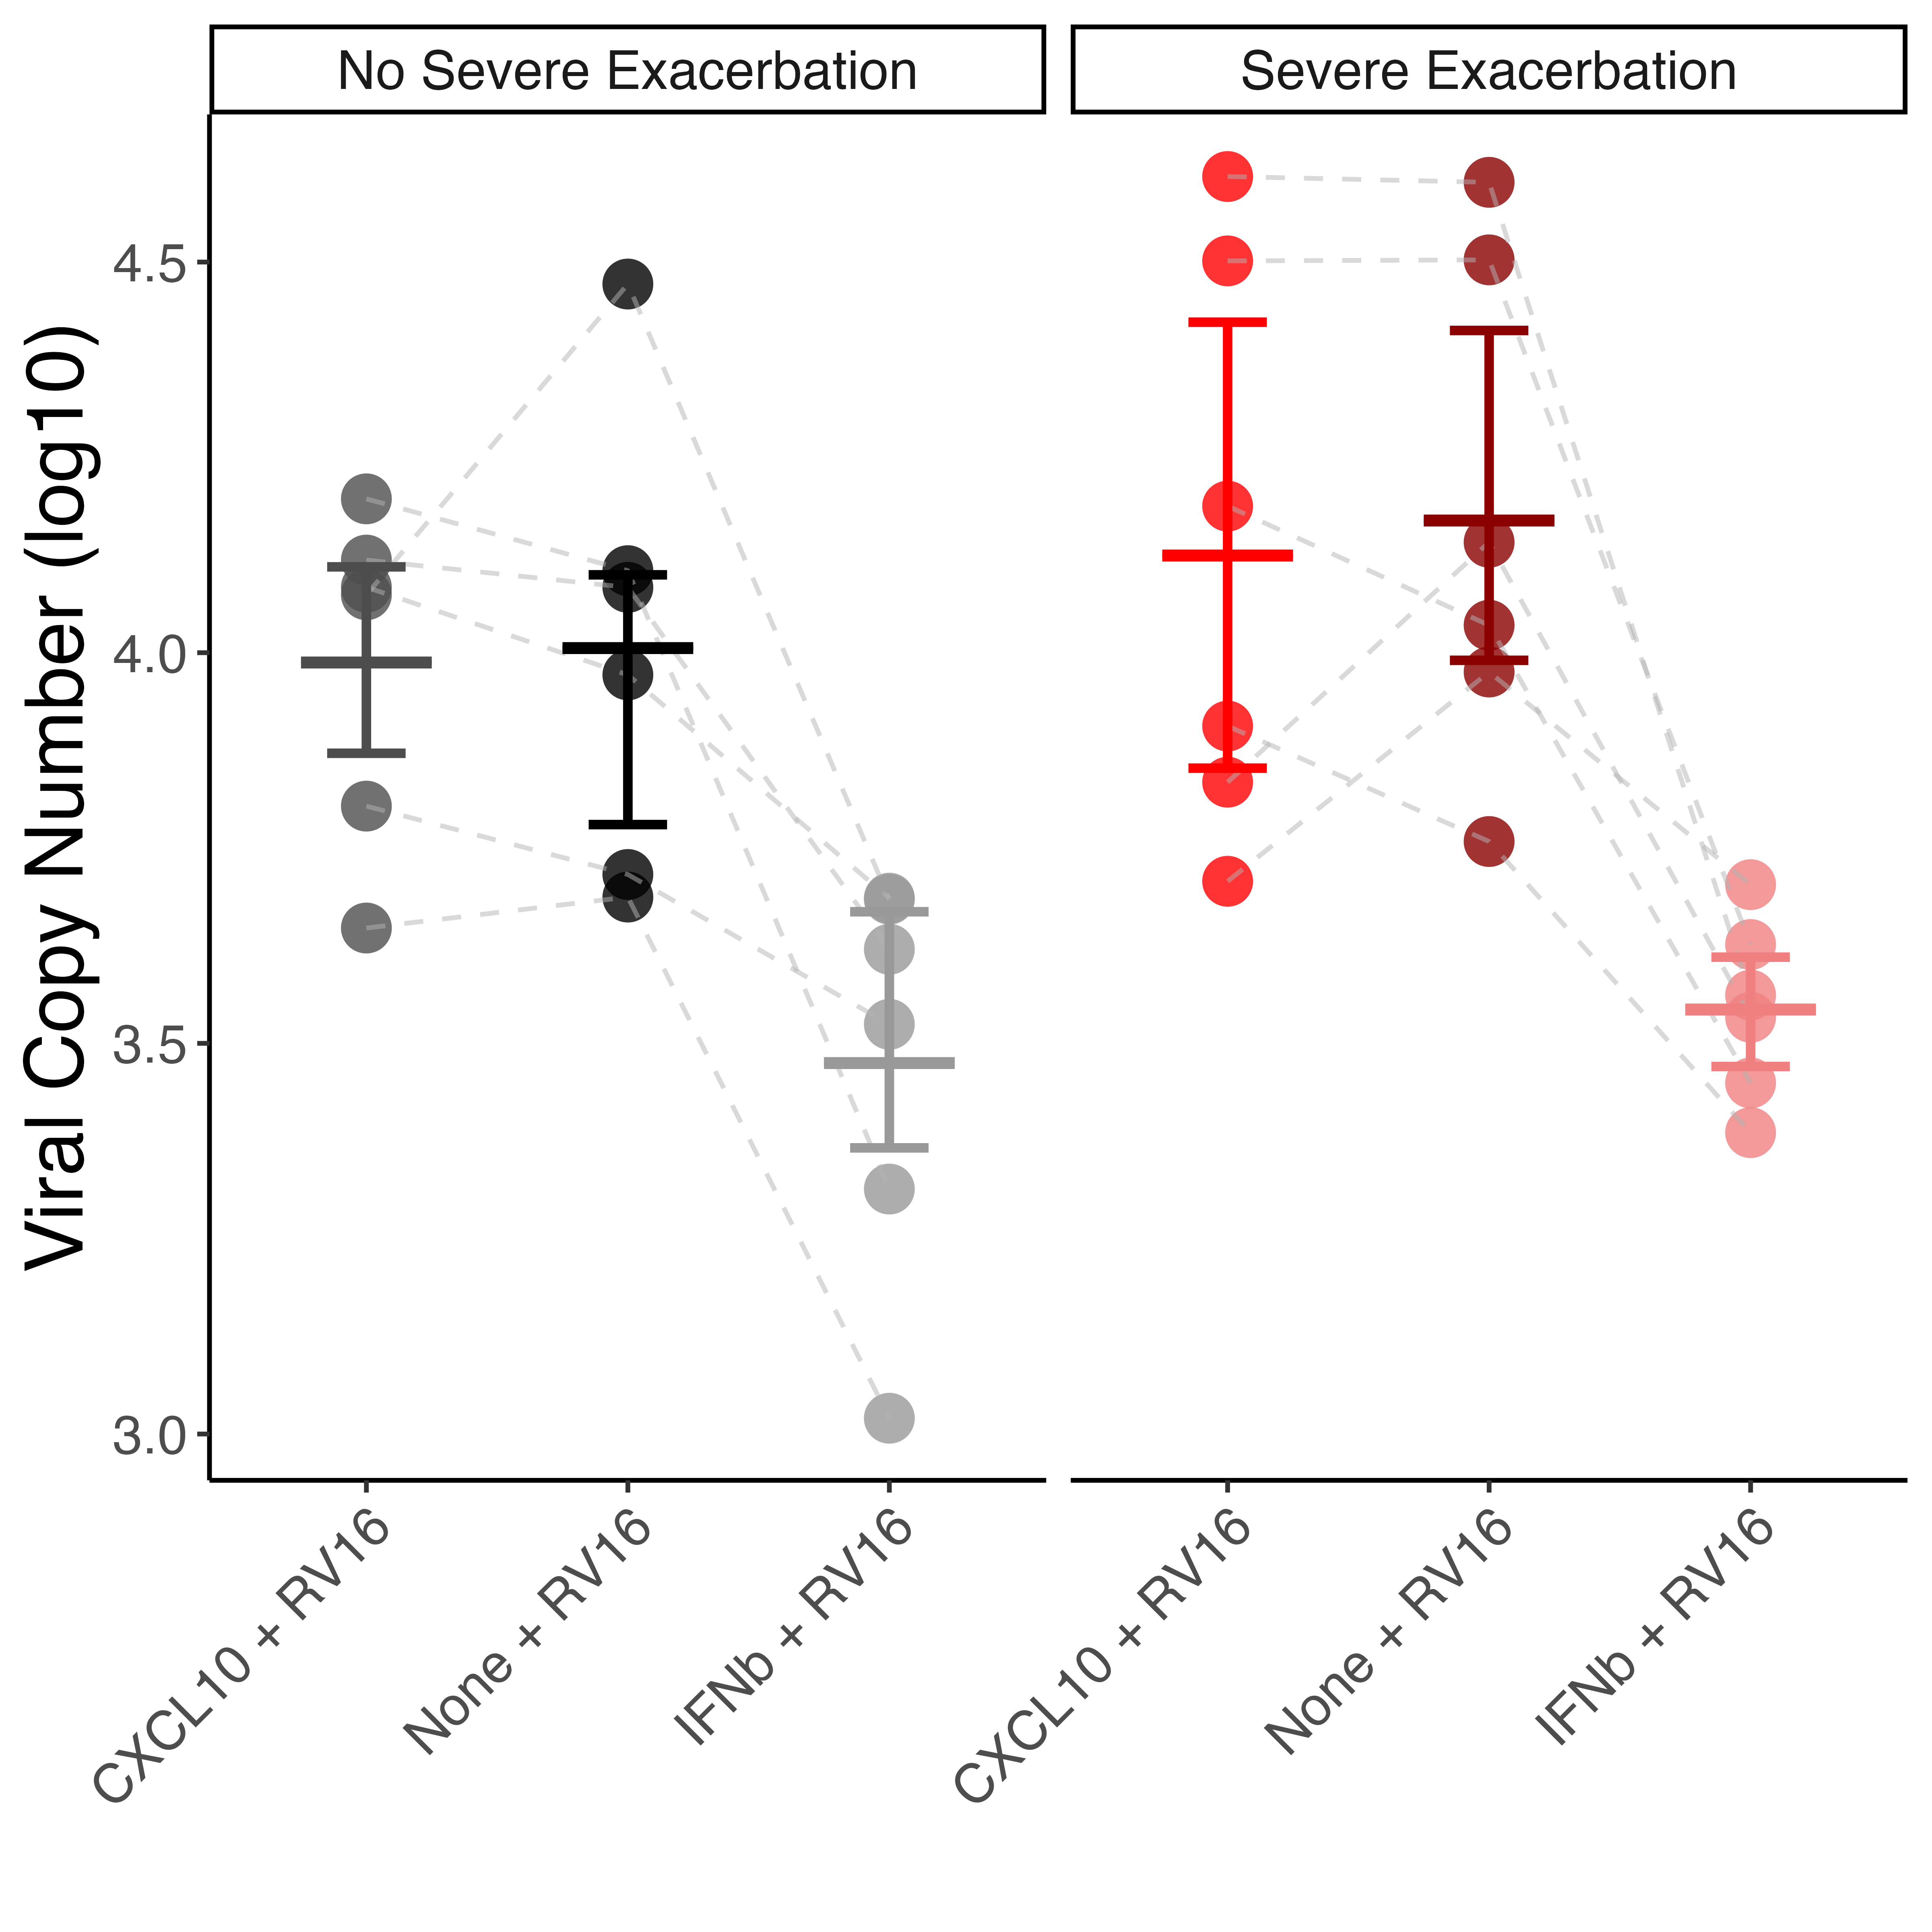 No Severe Exacerbation
Severe Exacerbation
Viral Copy Number (log10)
4.5
4.0
3.5
3.0
CXCL10 + RV16
None + RV16
IFNb + RV16
CXCL10 + RV16
None + RV16
IFNb + RV16